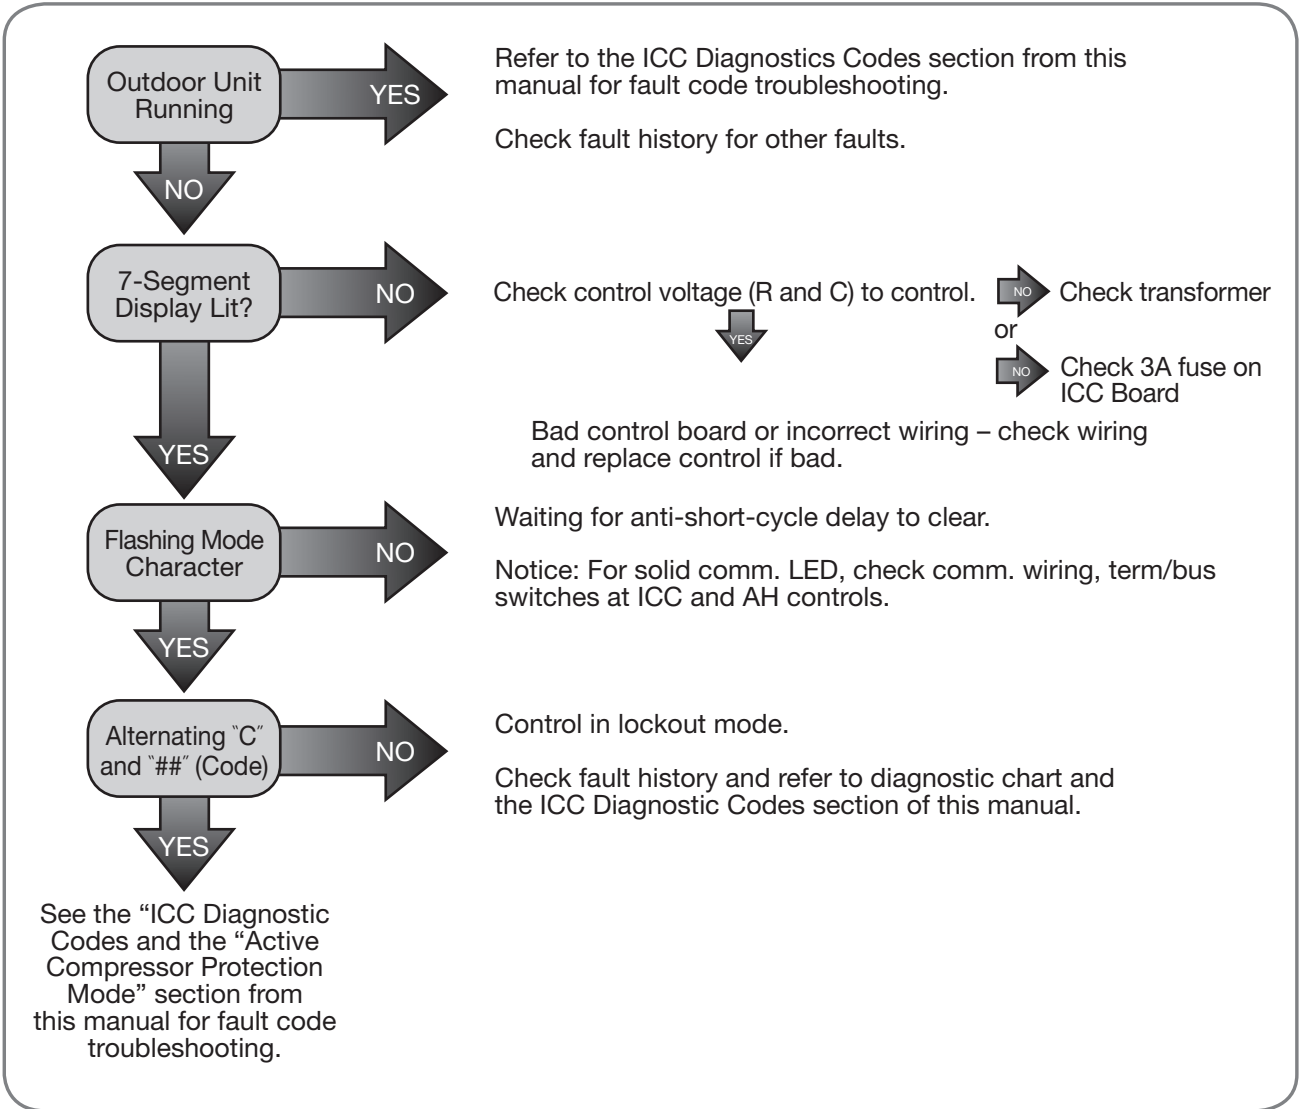 Outdoor Unit
Running
YES
Refer to the ICC Diagnostics Codes section from this
manual for fault code troubleshooting.
Check fault history for other faults.
NO
7-Segment
Display Lit?
NO
Check control voltage (R and C) to control.
NO
Check transformer
or
YES
NO
Check 3A fuse on
ICC Board
Bad control board or incorrect wiring – check wiring
and replace control if bad.
YES
Flashing Mode
Character
NO
Waiting for anti-short-cycle delay to clear.
Notice: For solid comm. LED, check comm. wiring, term/bus
switches at ICC and AH controls.
YES
Alternating ‶C″
and ‶##″ (Code)
NO
Control in lockout mode.
Check fault history and refer to diagnostic chart and
the ICC Diagnostic Codes section of this manual.
YES
See the “ICC Diagnostic
Codes and the “Active
Compressor Protection
Mode” section from
this manual for fault code
troubleshooting.